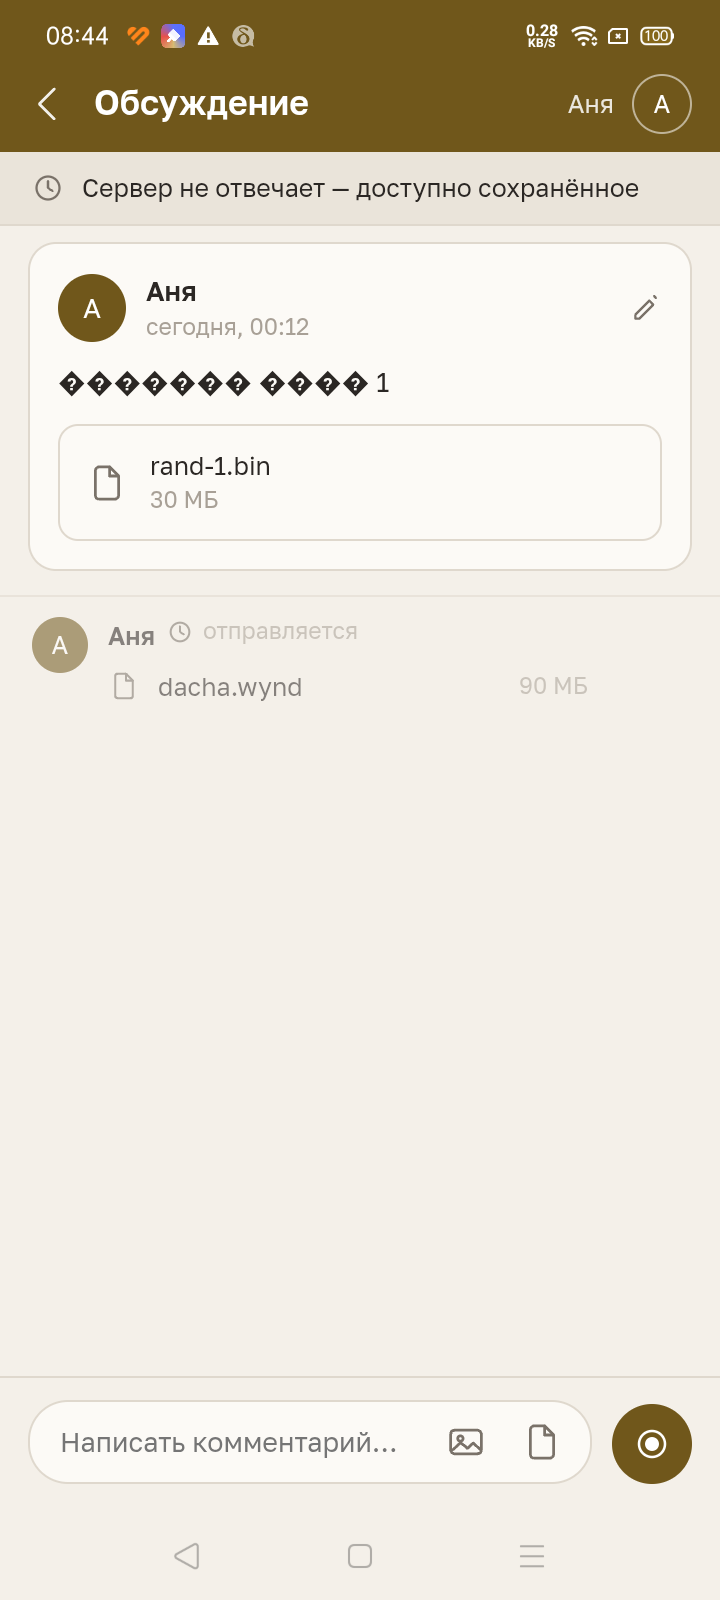 08:44
0.28
KB/S
100
Обсуждение
Аня
А
Сервер не отвечает — доступно сохранённое
А
Аня
сегодня, 00:12
������� ���� 1
rand-1.bin
30 МБ
А
Аня
отправляется
dacha.wynd
90 МБ
Написать комментарий...